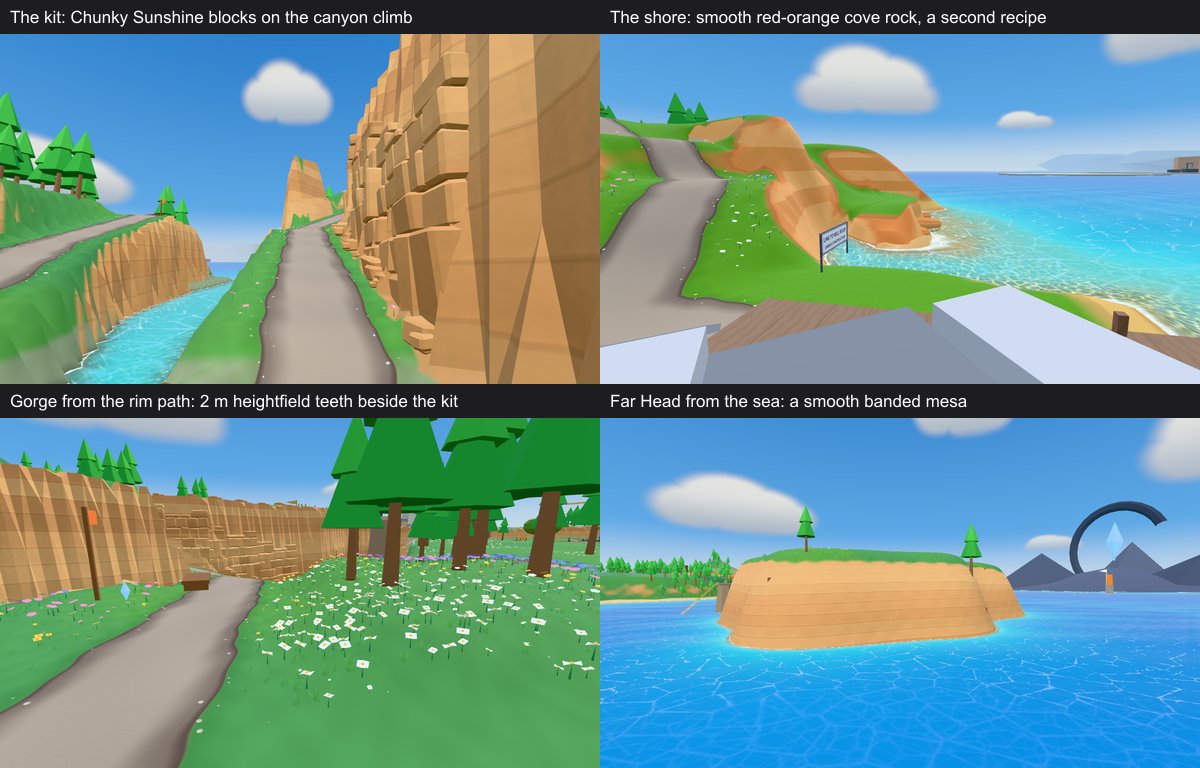 The kit: Chunky Sunshine blocks on the canyon climb
The shore: smooth red-orange cove rock, a second recipe
Gorge from the rim path: 2 m heightfield teeth beside the kit
Far Head from the sea: a smooth banded mesa